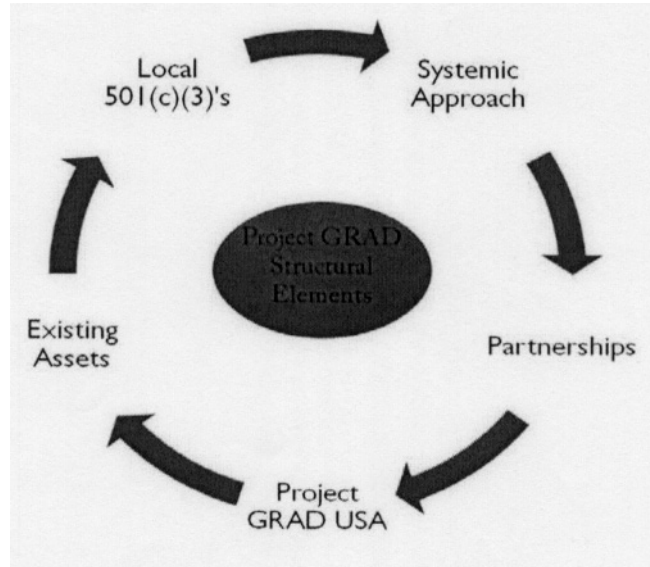 Local
501(c)(3)'s
Systemic
Approach
Project GRAD
Structural
Elements
Existing
Assets
Partnerships
Project
GRAD USA